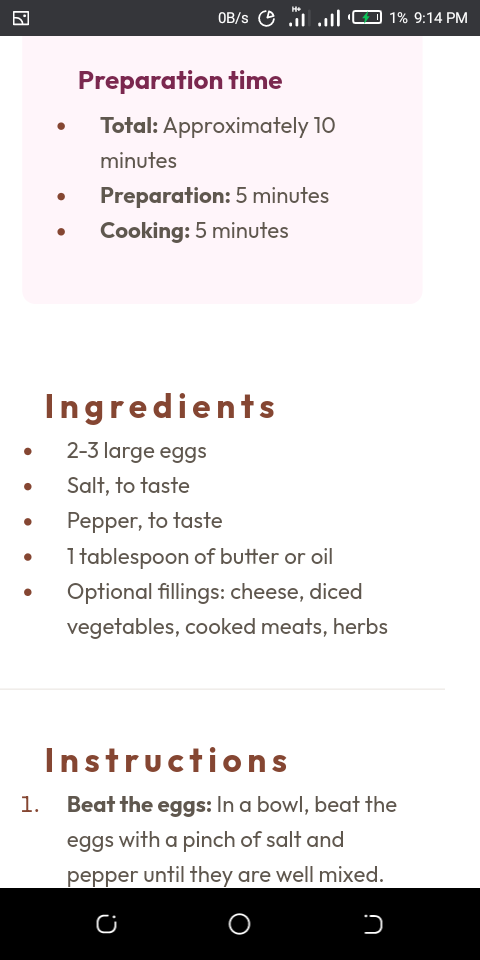 0B/s H+ 1% 9:14 PM
Preparation time
• Total: Approximately 10
minutes
• Preparation: 5 minutes
• Cooking: 5 minutes
Ingredients
• 2-3 large eggs
• Salt, to taste
• Pepper, to taste
• 1 tablespoon of butter or oil
• Optional fillings: cheese, diced
vegetables, cooked meats, herbs
Instructions
1. Beat the eggs: In a bowl, beat the
eggs with a pinch of salt and
pepper until they are well mixed.